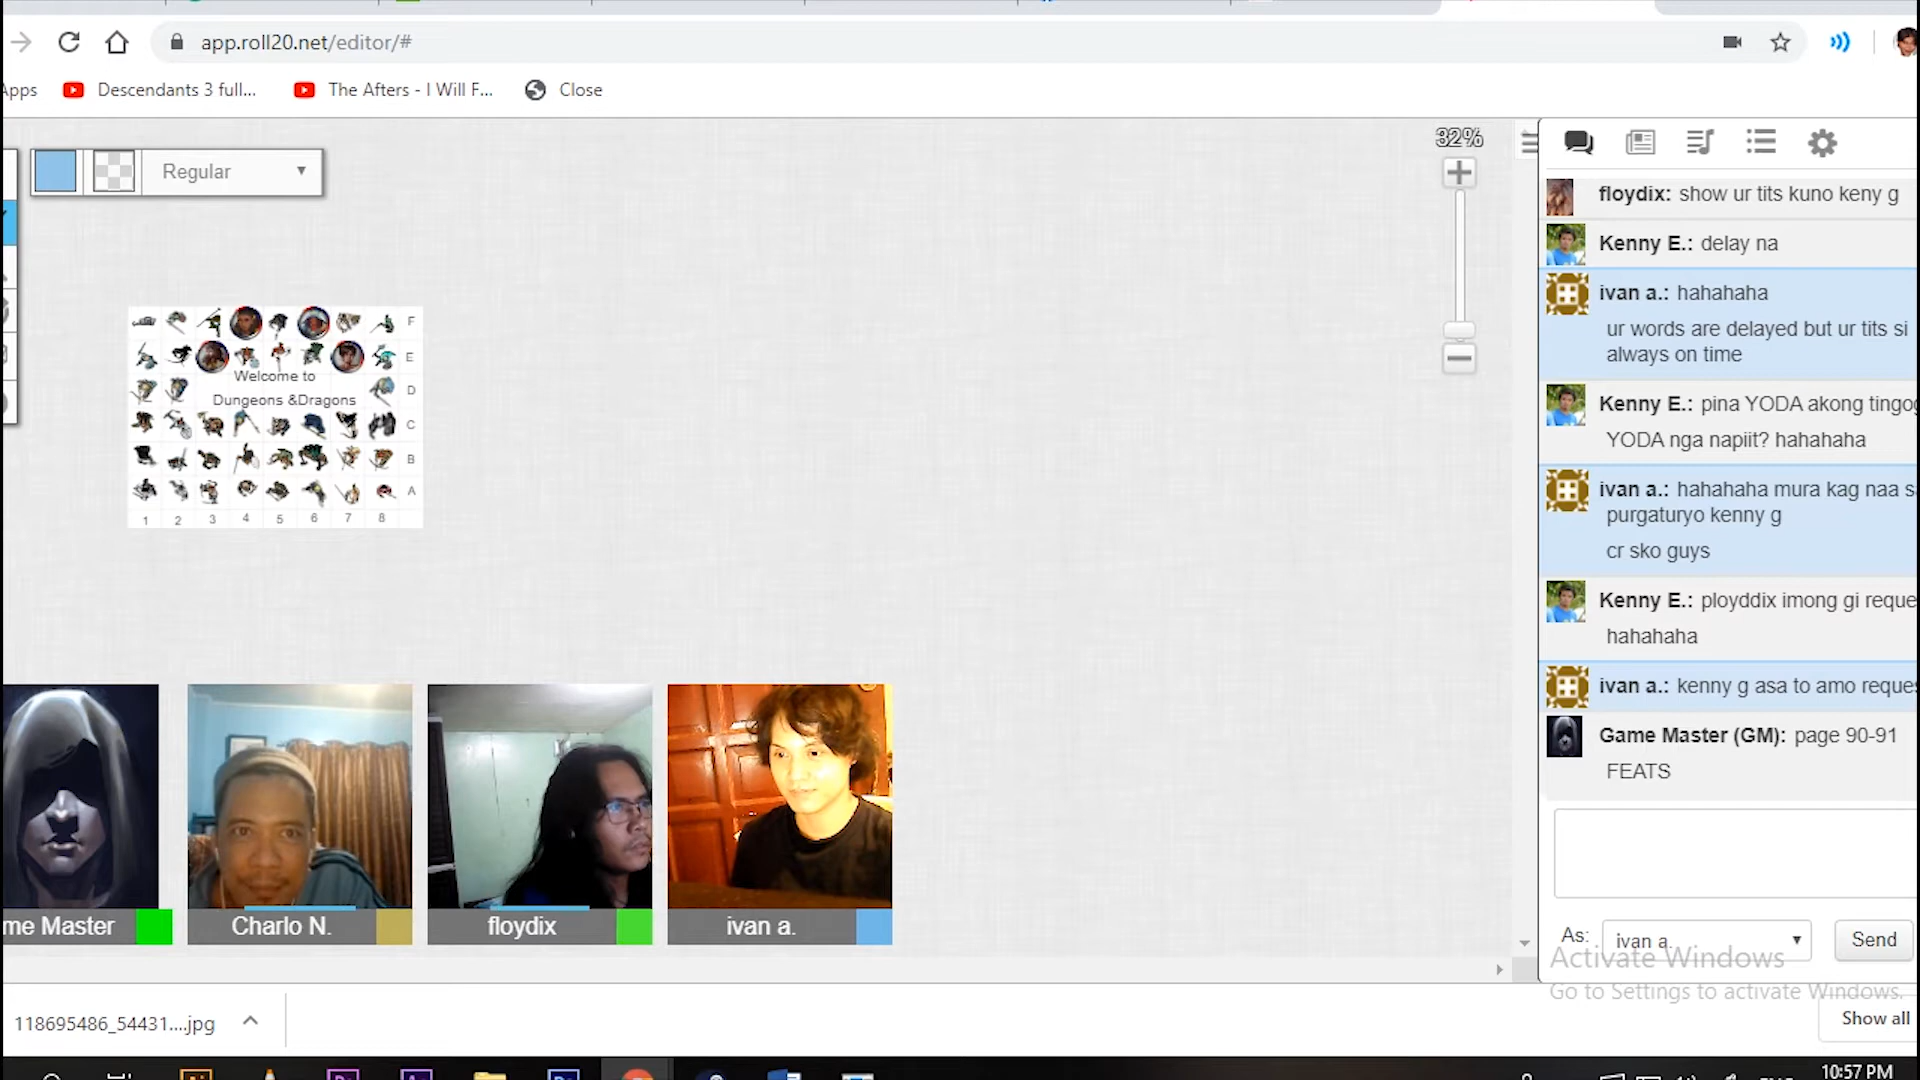 app.roll20.net/editor/#
Apps
Descendants 3 full...
The Afters - I Will F...
Close
Regular
32%
floydix: show ur tits kuno keny g
Kenny E.: delay na
ivan a.: hahahaha
ur words are delayed but ur tits si
always on time
Kenny E.: pina YODA akong tingog
YODA nga napiit? hahahaha
ivan a.: hahahaha mura kag naa s
purgaturyo kenny g
cr sko guys
Kenny E.: ployddix imong gi reque
hahahaha
ivan a.: kenny g asa to amo reques
Game Master (GM): page 90-91
FEATS
F
E
Welcome to
D
Dungeons &Dragons
C
B
A
1 2 3 4 5 6 7 8
me Master
Charlo N.
floydix
ivan a.
As:
ivan a.
Send
Activate Windows
Go to Settings to activate Windows.
118695486_54431....jpg
Show all
10:57 PM